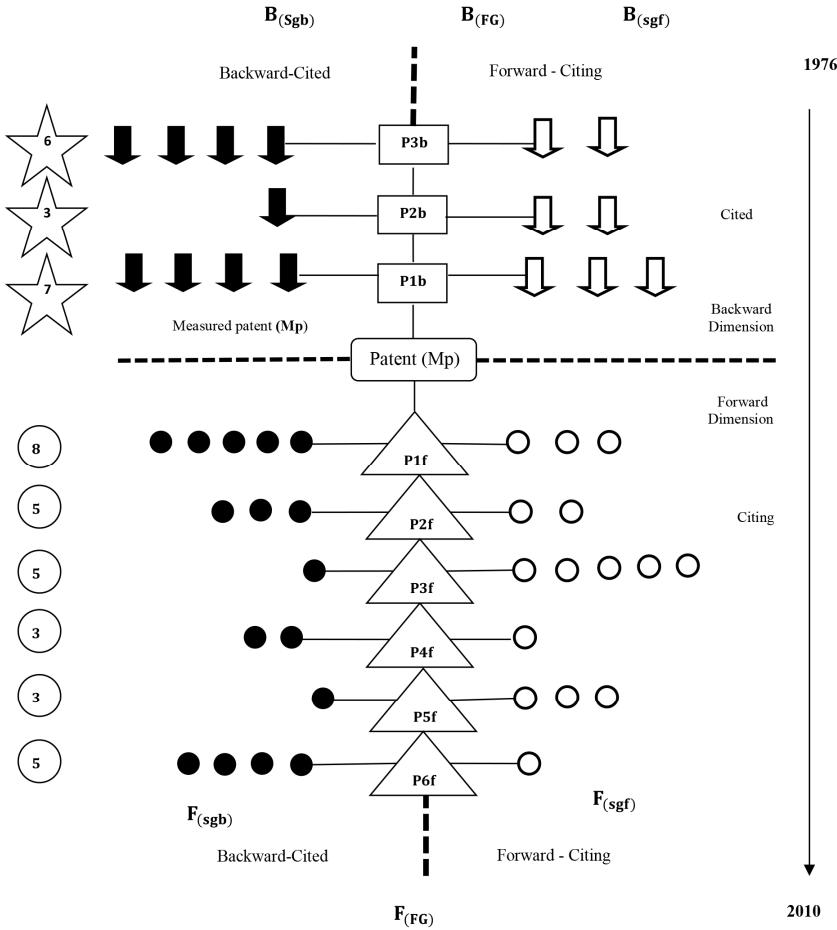 B(Sgb) B(FG) B(sgf)
1976
Backward-Cited Forward - Citing
6 P3b
3 P2b Cited
7 P1b
Backward
Dimension
Measured patent (Mp)
Patent (Mp)
Forward
Dimension
8 P1f
5 P2f Citing
5 P3f
3 P4f
3 P5f
5 P6f
F(sgb) F(sgf)
Backward-Cited Forward - Citing
F(FG) 2010